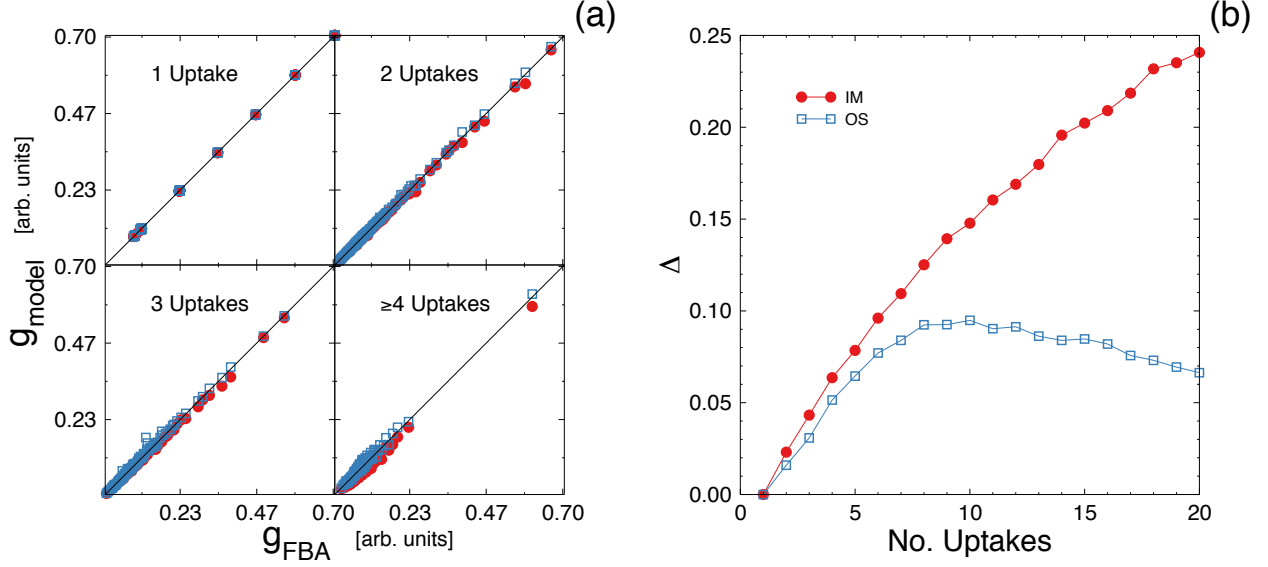 (a)
0.70
0.47
0.23
0.70
0.47
0.23
[arb. units]
g_model
1 Uptake
2 Uptakes
3 Uptakes
≥4 Uptakes
0.23
0.47
0.70
0.23
0.47
0.70
g_FBA
[arb. units]
(b)
0.25
0.20
0.15
0.10
0.05
0.00
Δ
IM
OS
0
5
10
15
20
No. Uptakes